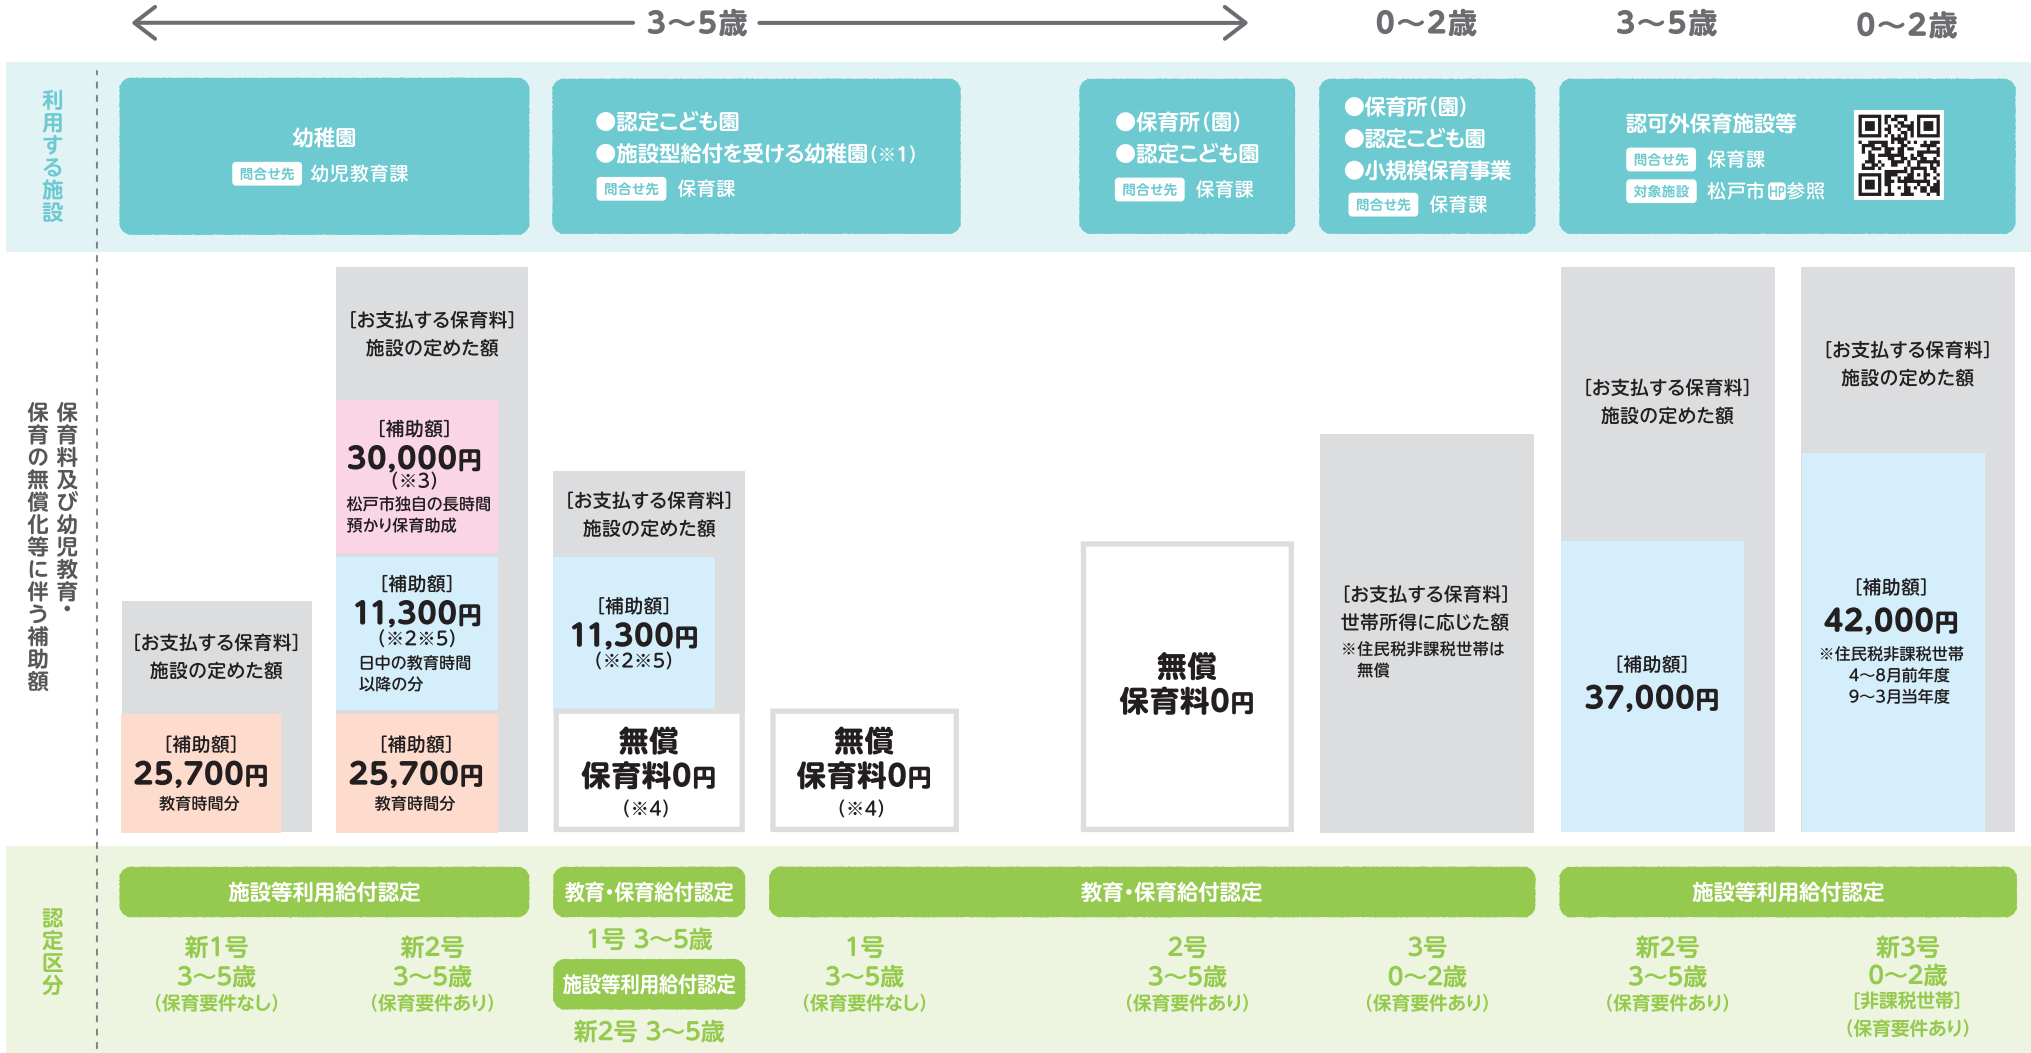 3～5歳
0～2歳
3～5歳
0～2歳
利用する施設
幼稚園
問合せ先 幼児教育課
●認定こども園
●施設型給付を受ける幼稚園(※1)
問合せ先 保育課
●保育所(園)
●認定こども園
問合せ先 保育課
●保育所(園)
●認定こども園
●小規模保育事業
問合せ先 保育課
認可外保育施設等
問合せ先 保育課
対象施設 松戸市HP参照
保育料及び幼児教育・
保育の無償化等に伴う補助額
[お支払する保育料]
施設の定めた額
[補助額]
25,700円
教育時間分
[お支払する保育料]
施設の定めた額
[補助額]
30,000円
(※3)
松戸市独自の長時間
預かり保育助成
[補助額]
11,300円
(※2※5)
日中の教育時間
以降の分
[補助額]
25,700円
教育時間分
[お支払する保育料]
施設の定めた額
[補助額]
11,300円
(※2※5)
無償
保育料0円
(※4)
無償
保育料0円
(※4)
無償
保育料0円
[お支払する保育料]
世帯所得に応じた額
※住民税非課税世帯は
無償
[お支払する保育料]
施設の定めた額
[補助額]
37,000円
[お支払する保育料]
施設の定めた額
[補助額]
42,000円
※住民税非課税世帯
4～8月前年度
9～3月当年度
認定区分
施設等利用給付認定
新1号
3～5歳
(保育要件なし)
新2号
3～5歳
(保育要件あり)
教育・保育給付認定
1号 3～5歳
施設等利用給付認定
新2号 3～5歳
教育・保育給付認定
1号
3～5歳
(保育要件なし)
2号
3～5歳
(保育要件あり)
3号
0～2歳
(保育要件あり)
施設等利用給付認定
新2号
3～5歳
(保育要件あり)
新3号
0～2歳
[非課税世帯]
(保育要件あり)